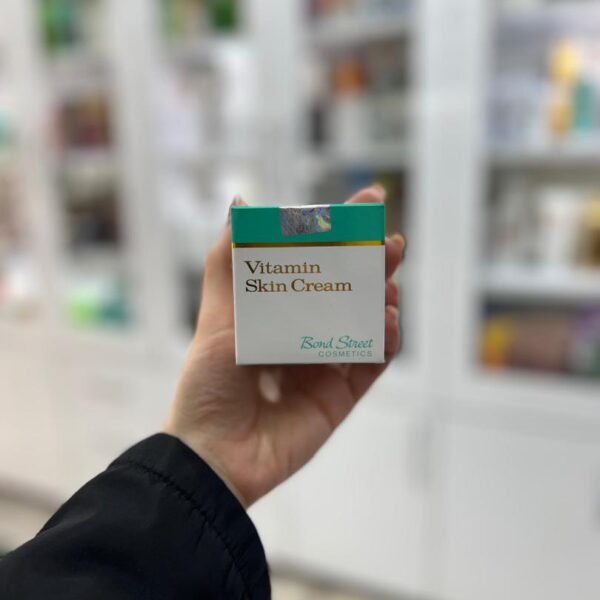 Vitamin
Skin Cream
Bond Street
COSMETICS